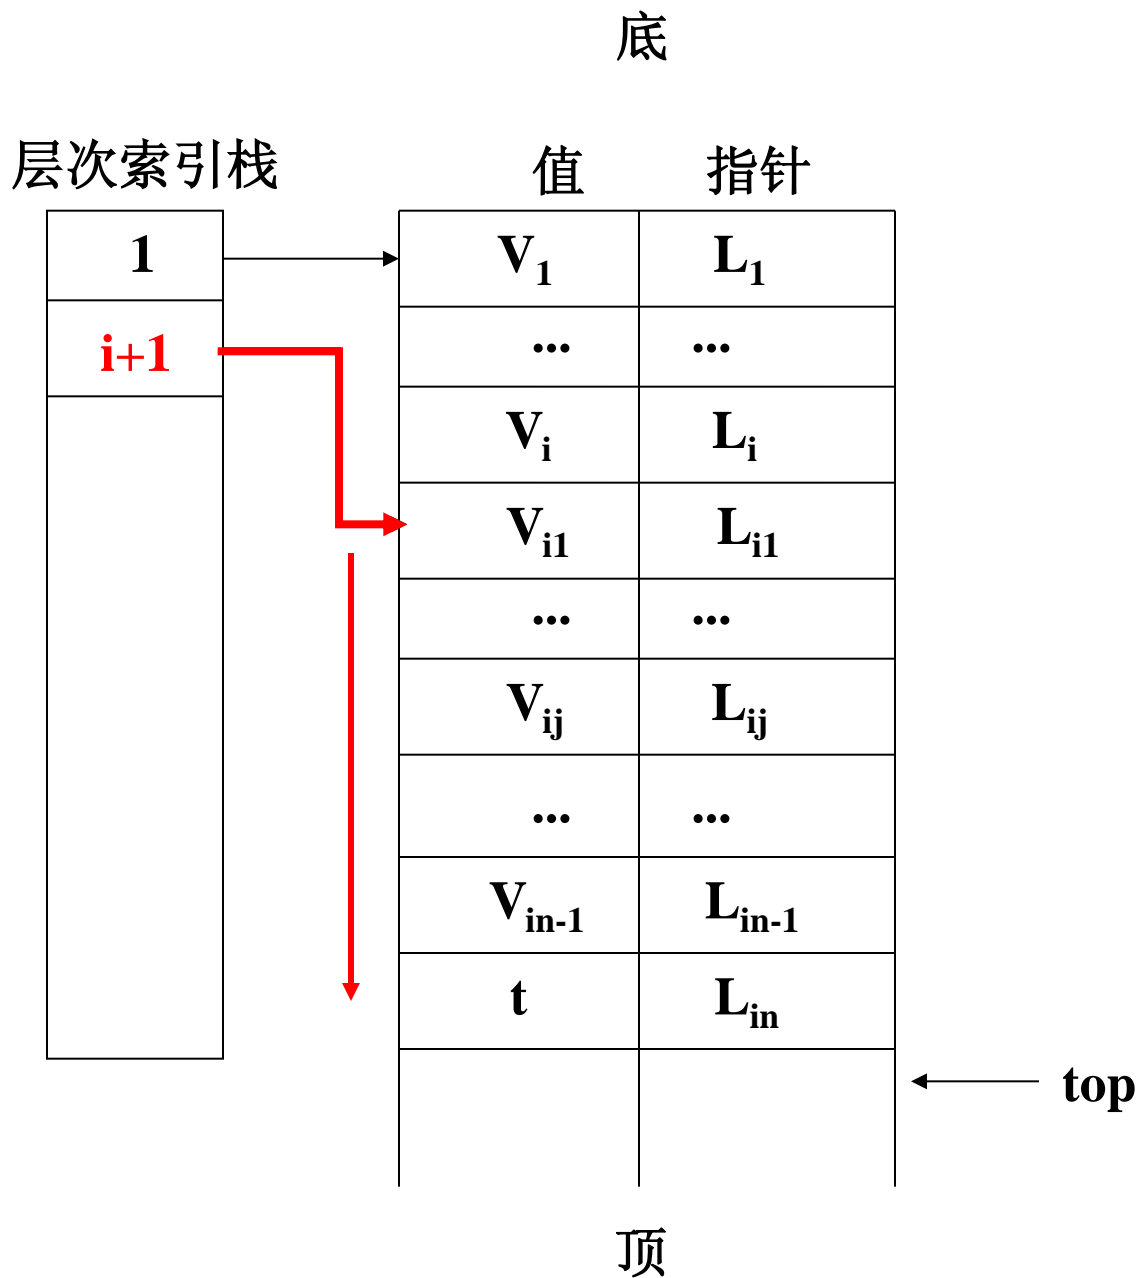 底
层次索引栈 值 指针
1 V1 L1
i+1 ... ...
Vi Li
Vi1 Li1
... ...
Vij Lij
... ...
Vin-1 Lin-1
t Lin
top
顶